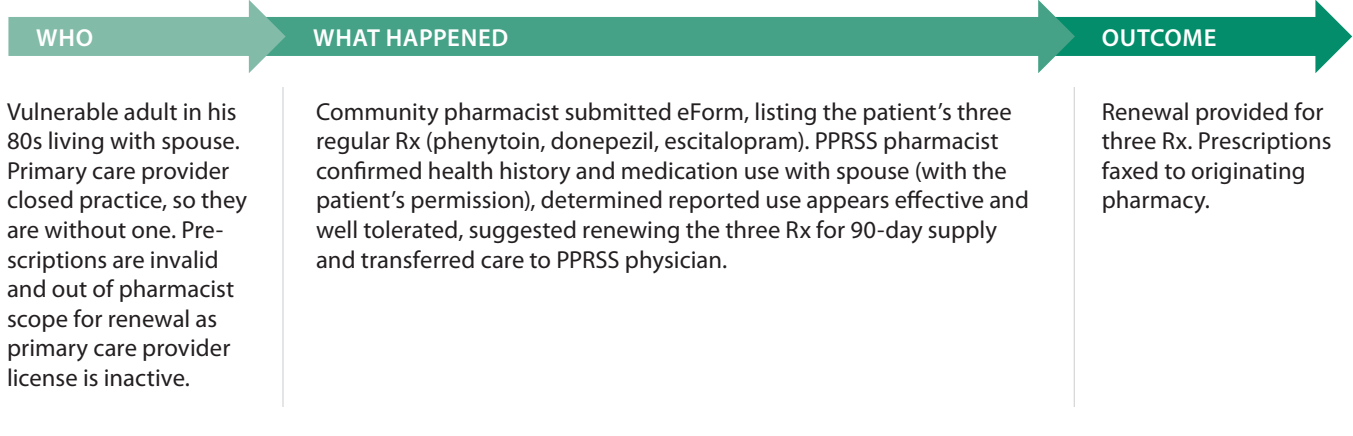 WHO
WHAT HAPPENED
OUTCOME
Vulnerable adult in his
80s living with spouse.
Primary care provider
closed practice, so they
are without one. Pre-
scriptions are invalid
and out of pharmacist
scope for renewal as
primary care provider
license is inactive.
Community pharmacist submitted eForm, listing the patient’s three
regular Rx (phenytoin, donepezil, escitalopram). PPRSS pharmacist
confirmed health history and medication use with spouse (with the
patient’s permission), determined reported use appears effective and
well tolerated, suggested renewing the three Rx for 90-day supply
and transferred care to PPRSS physician.
Renewal provided for
three Rx. Prescriptions
faxed to originating
pharmacy.